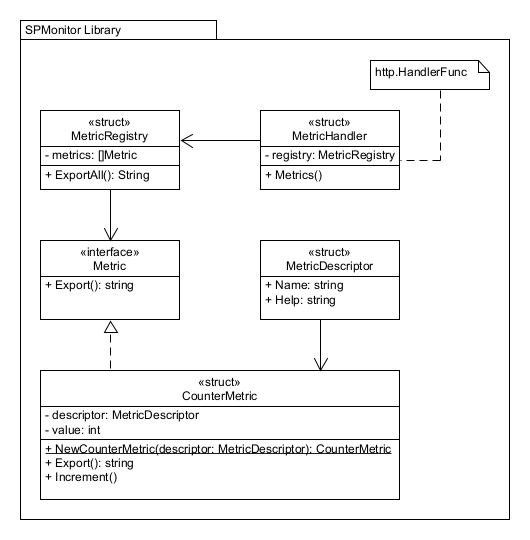 SPMonitor Library
http.HandlerFunc
«struct»
MetricRegistry
- metrics: []Metric
+ ExportAll(): String
«struct»
MetricHandler
- registry: MetricRegistry
+ Metrics()
«interface»
Metric
+ Export(): string
«struct»
MetricDescriptor
+ Name: string
+ Help: string
«struct»
CounterMetric
- descriptor: MetricDescriptor
- value: int
+ NewCounterMetric(descriptor: MetricDescriptor): CounterMetric
+ Export(): string
+ Increment()